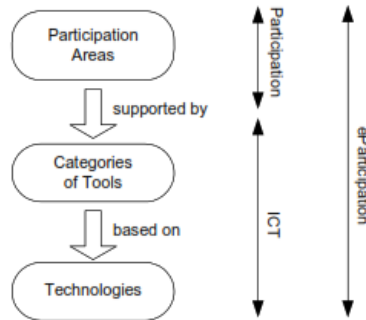 Participation
Areas
supported by
Categories
of Tools
based on
Technologies
Participation
ICT
eParticipation